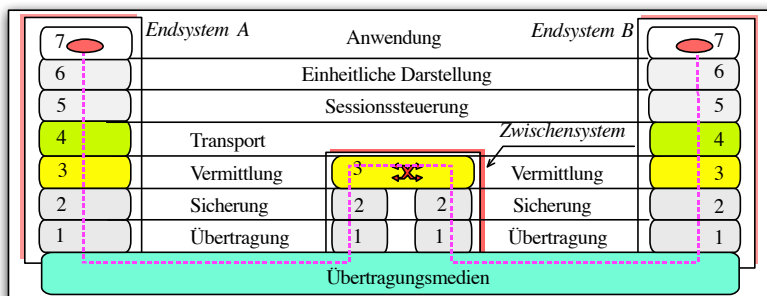 Endsystem A
Endsystem B
7 Anwendung 7
6 Einheitliche Darstellung 6
5 Sessionssteuerung 5
Zwischensystem
4 Transport 4
3 Vermittlung 3 Vermittlung 3
2 Sicherung 2 2 Sicherung 2
1 Übertragung 1 1 Übertragung 1
Übertragungsmedien